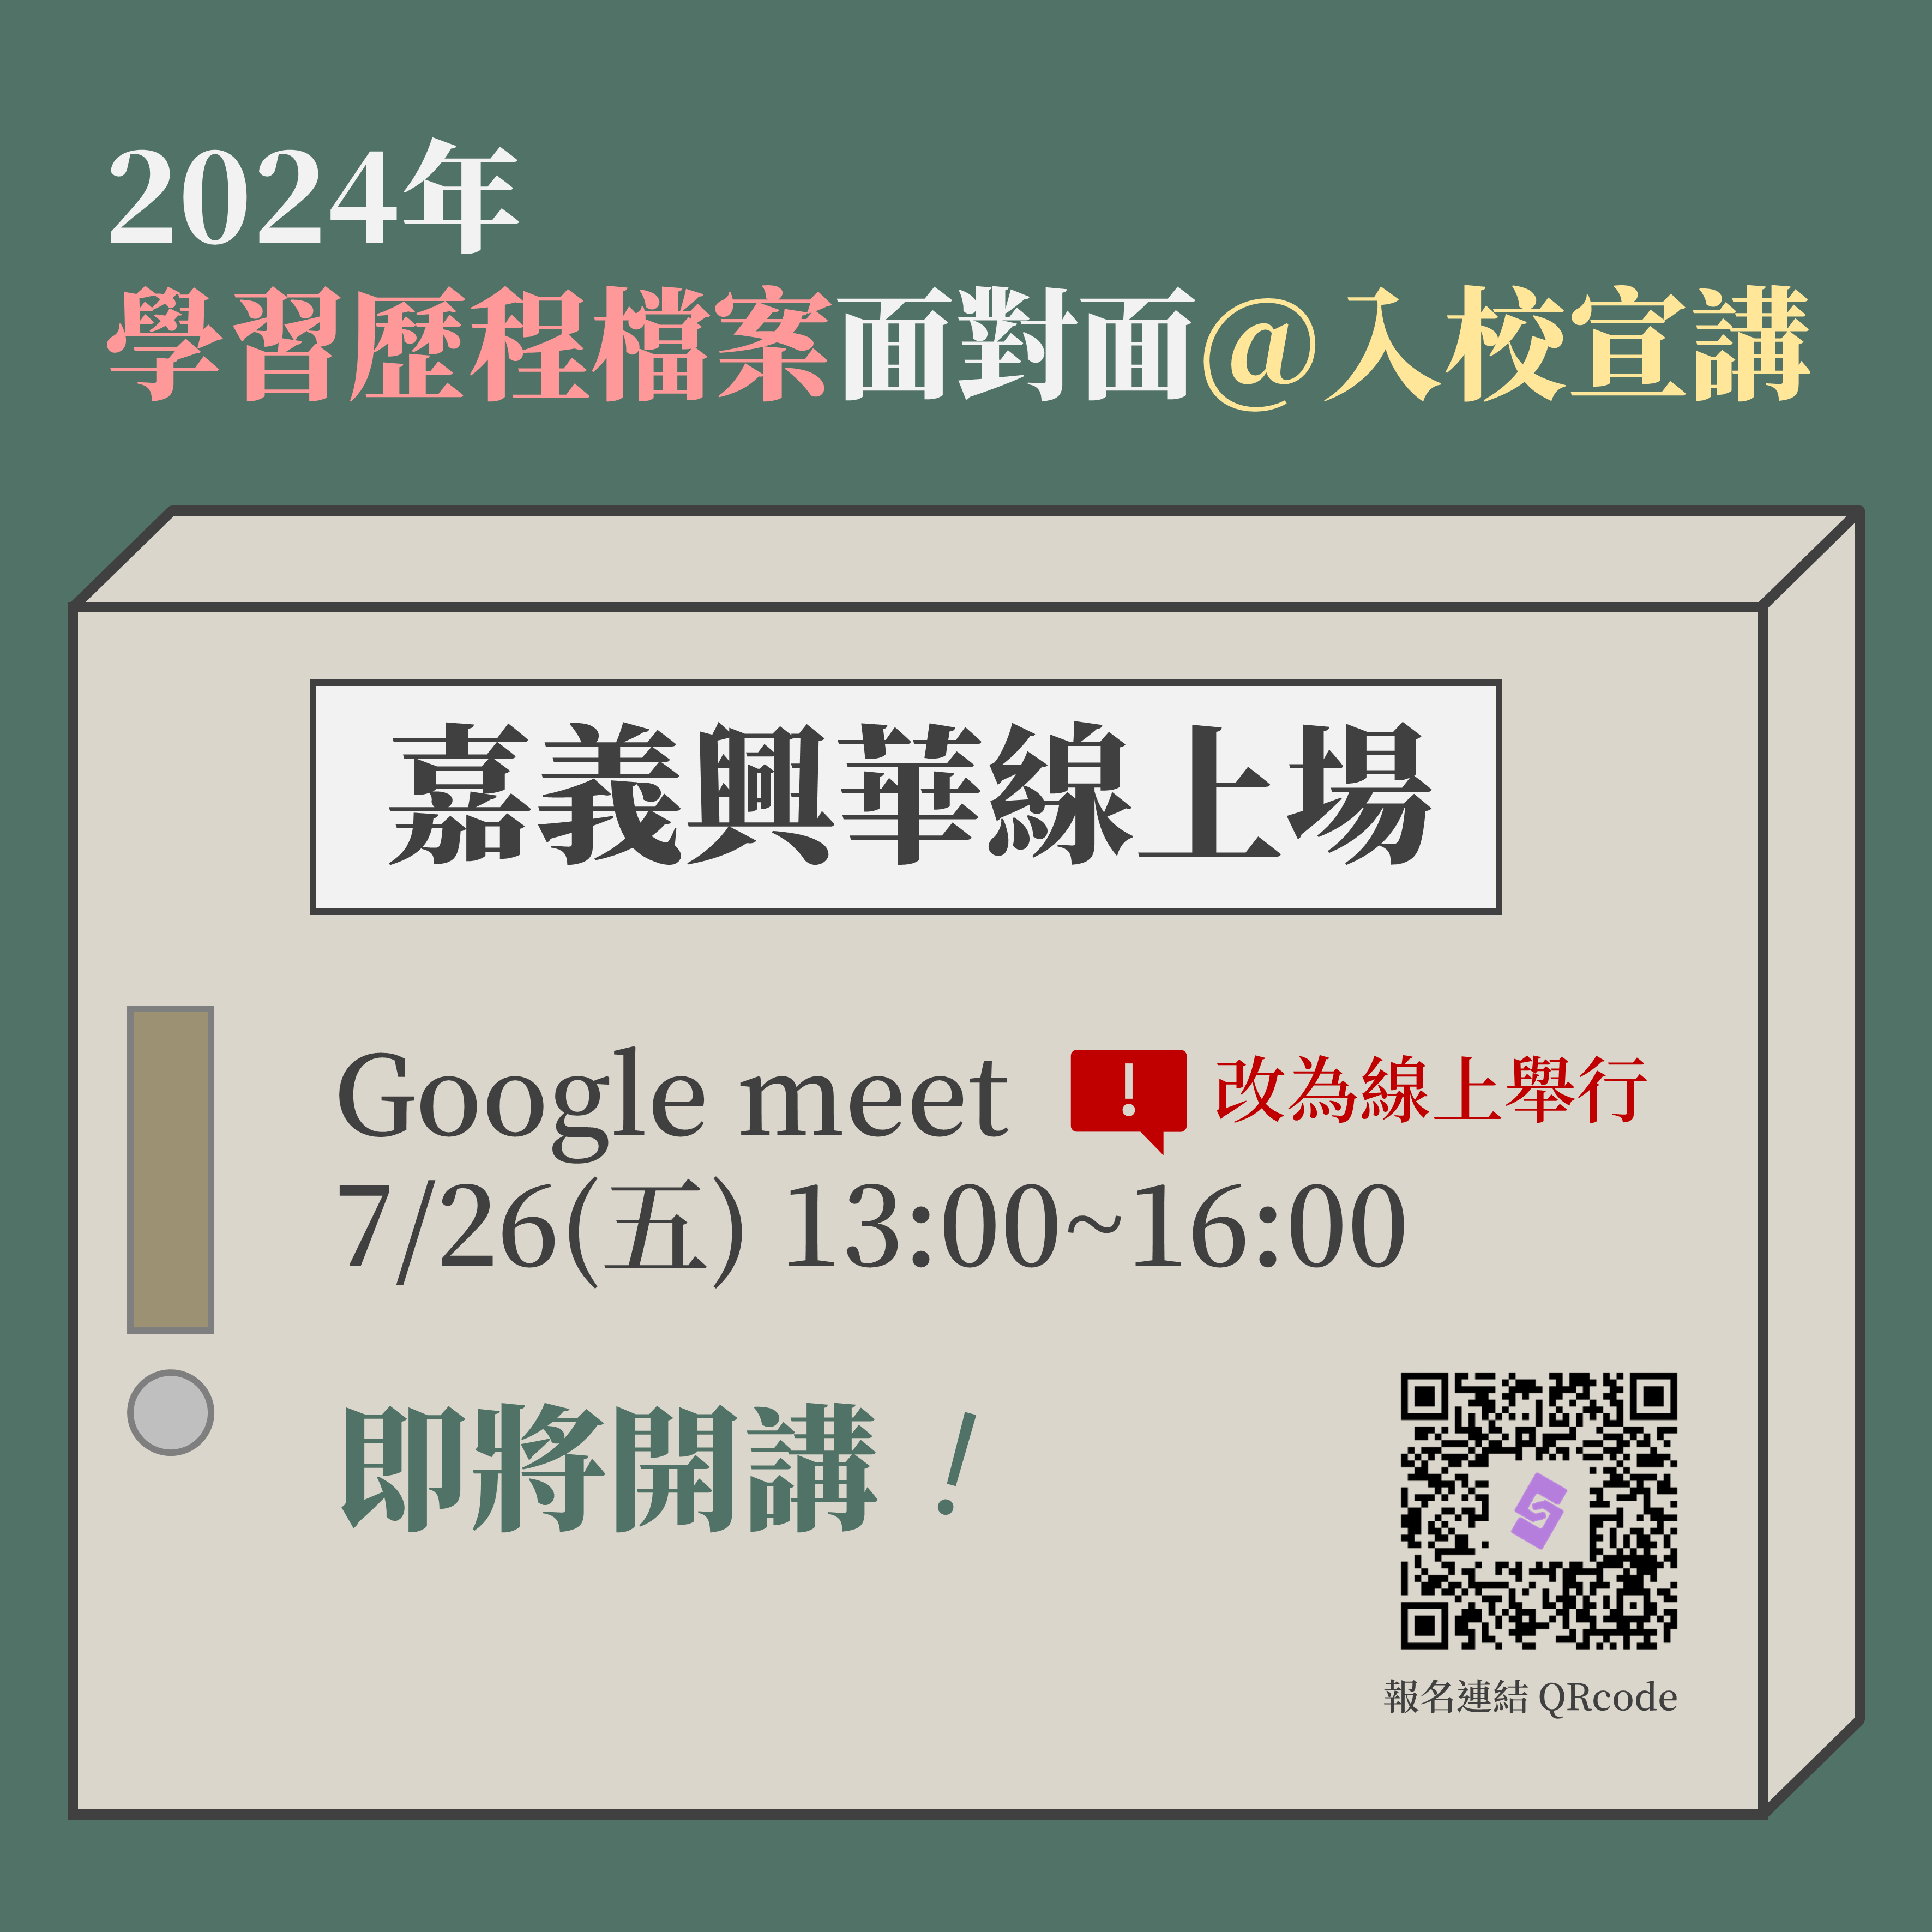 2024年
學習歷程檔案面對面@入校宣講
嘉義興華線上場
Google meet ! 改為線上舉行
7/26(五) 13:00~16:00
即將開講！
報名連結 QRcode